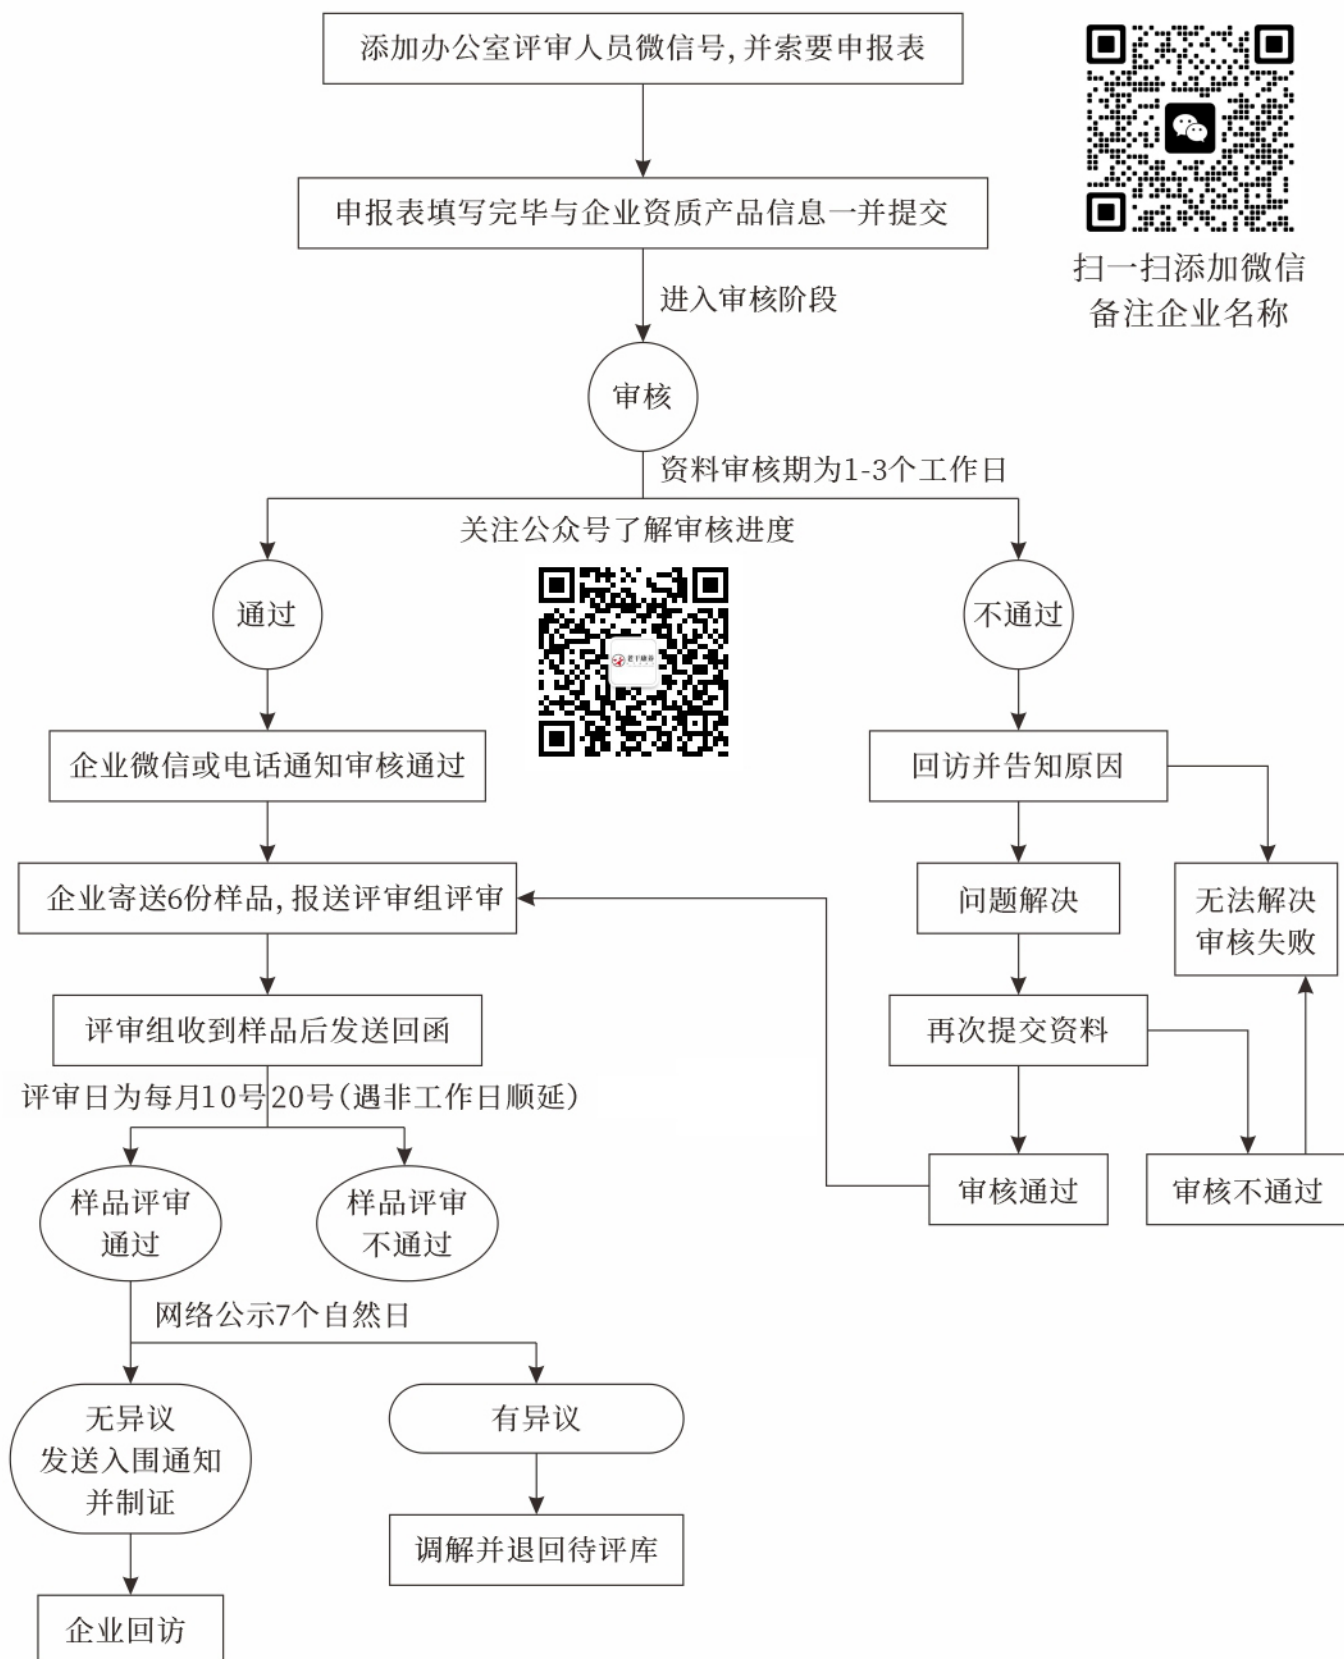 添加办公室评审人员微信号,并索要申报表
申报表填写完毕与企业资质产品信息一并提交
扫一扫添加微信
备注企业名称
进入审核阶段
审核
资料审核期为1-3个工作日
关注公众号了解审核进度
通过
不通过
企业微信或电话通知审核通过
回访并告知原因
企业寄送6份样品,报送评审组评审
问题解决
无法解决
审核失败
评审组收到样品后发送回函
再次提交资料
评审日为每月10号20号(遇非工作日顺延)
审核通过
审核不通过
样品评审
通过
样品评审
不通过
网络公示7个自然日
无异议
发送入围通知
并制证
有异议
调解并退回待评库
企业回访